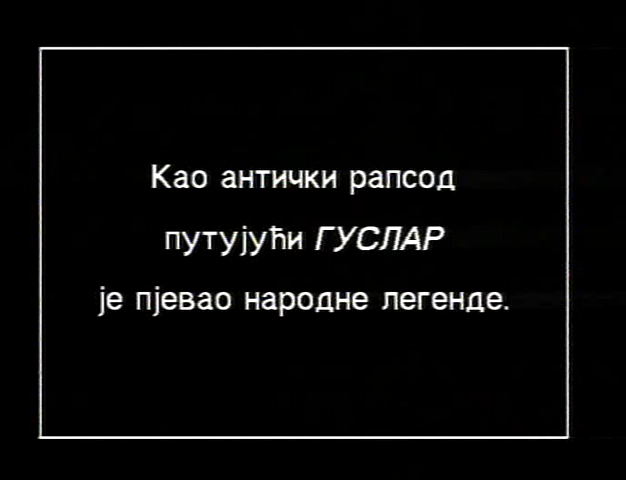 Као антички рапсод
путујући ГУСЛАР
је пјевао народне легенде.